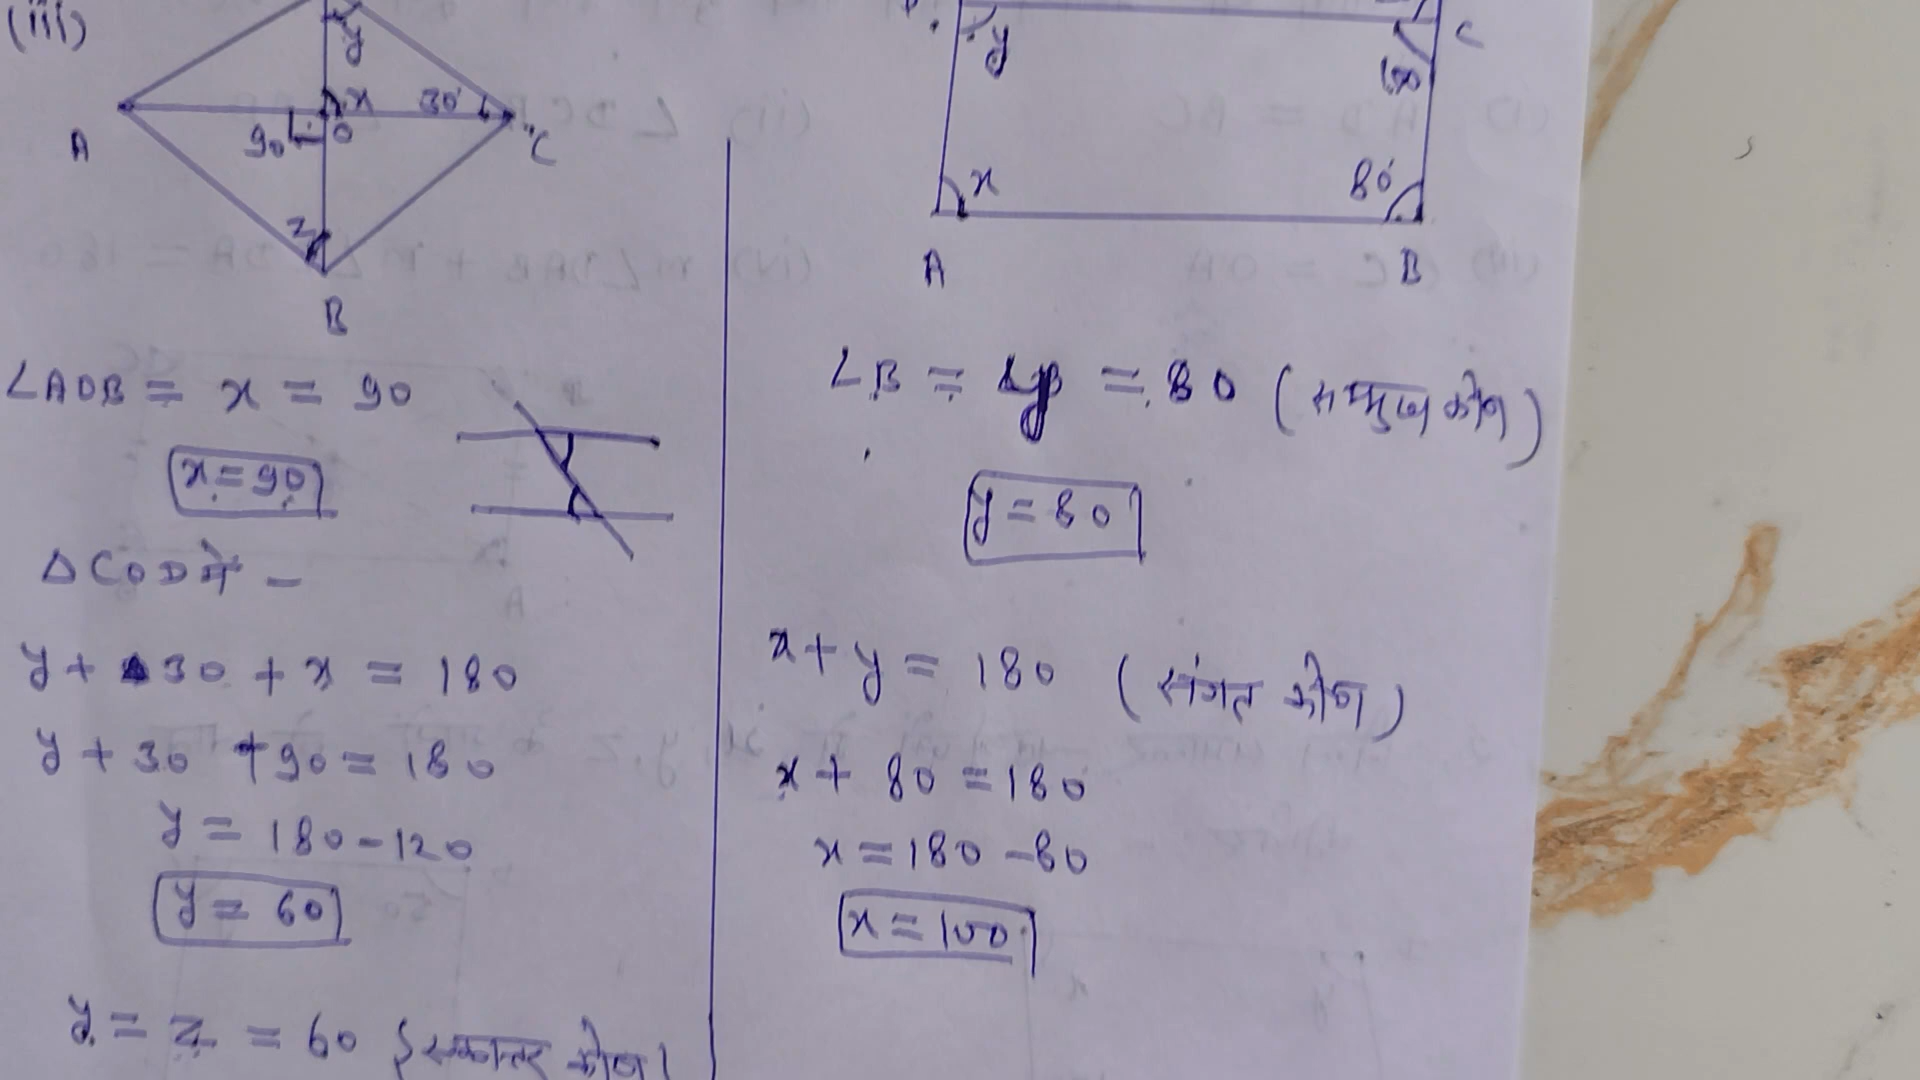 (iii)
y
x 30°
A 90 O C
z
B
∠AOB = x = 90
x = 90
△COD में –
y + 30 + x = 180
y + 30 + 90 = 180
y = 180 – 120
y = 60
y = z = 60 एकान्तर कोण
y C
x 80°
A B
∠B = ∠y = 80 (सम्मुख कोण)
y = 80
x + y = 180 (संगत कोण)
x + 80 = 180
x = 180 – 80
x = 100